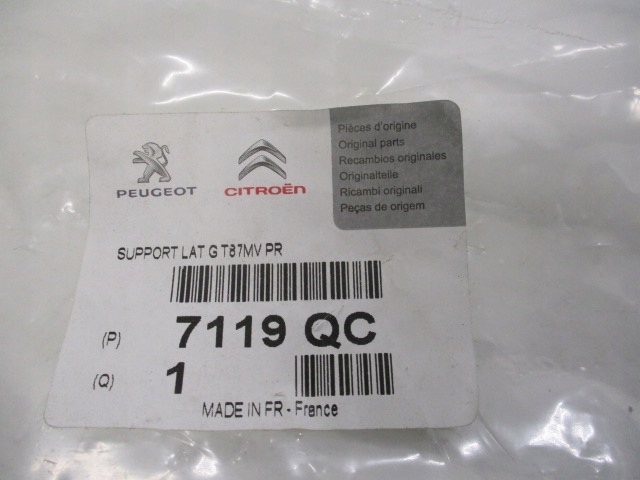 PEUGEOT
CITROËN
Pièces d'origine
Original parts
Recambios originales
Originalteile
Ricambi originali
Peças de origem
SUPPORT LAT G T87MV PR
(P) 7119 QC
(Q) 1
MADE IN FR - France